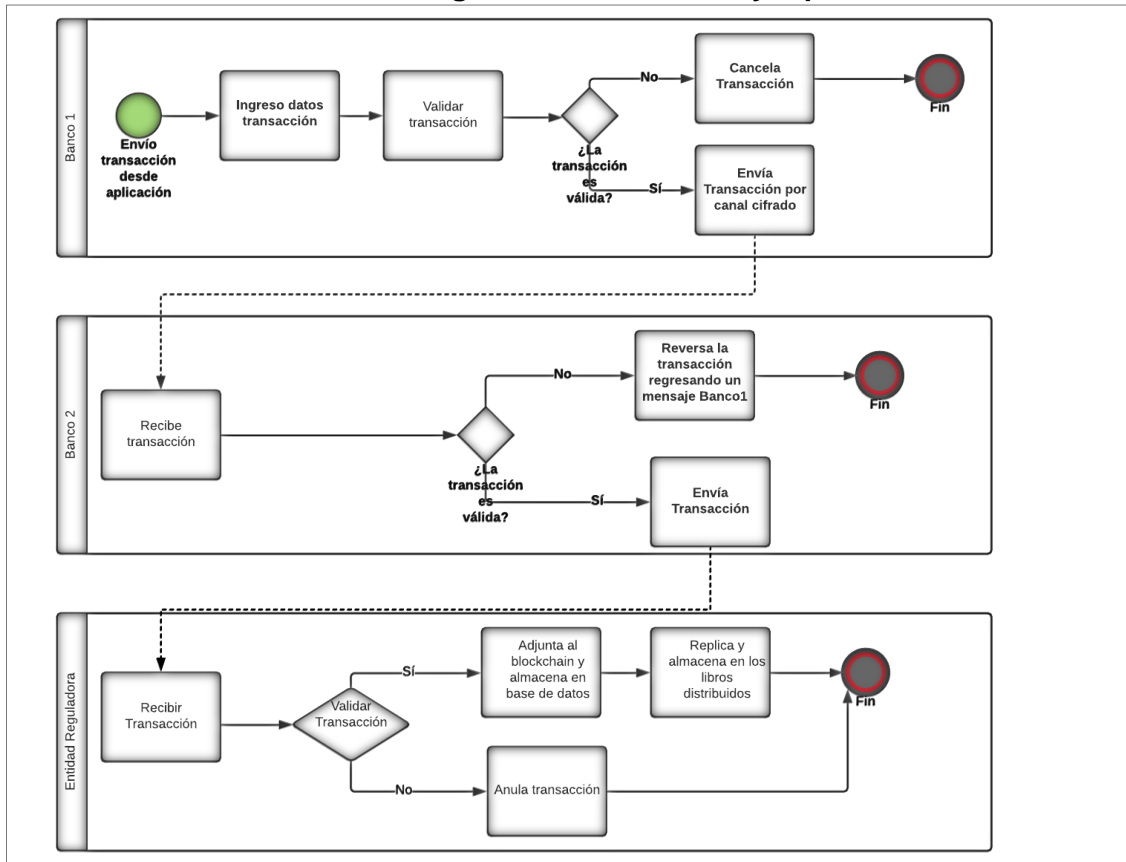 Banco 1
Envío
transacción
desde
aplicación
Ingreso datos
transacción
Validar
transacción
¿La
transacción
es
válida?
No
Cancela
Transacción
Fin
Sí
Envía
Transacción por
canal cifrado
Banco 2
Recibe
transacción
¿La
transacción
es
válida?
No
Reversa la
transacción
regresando un
mensaje Banco1
Fin
Sí
Envía
Transacción
Entidad Reguladora
Recibir
Transacción
Validar
Transacción
Sí
Adjunta al
blockchain y
almacena en
base de datos
Replica y
almacena en los
libros
distribuidos
Fin
No
Anula transacción